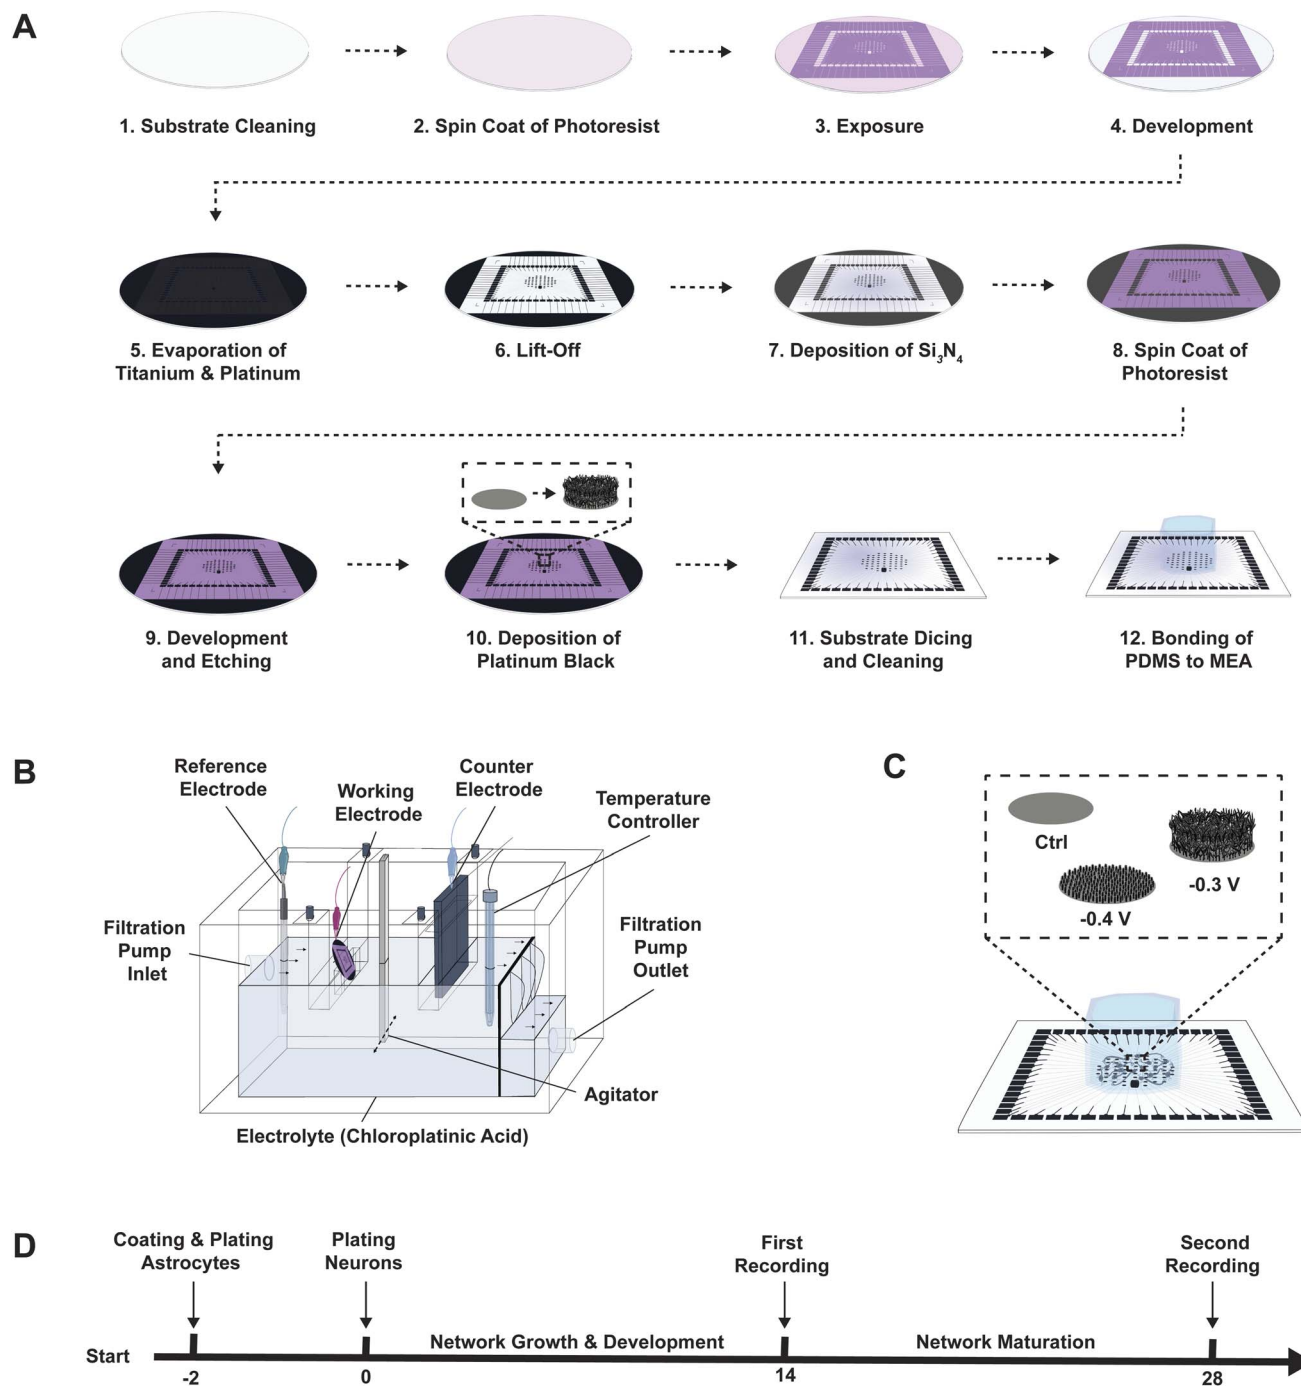 A
1. Substrate Cleaning
2. Spin Coat of Photoresist
3. Exposure
4. Development
5. Evaporation of
Titanium & Platinum
6. Lift-Off
7. Deposition of Si₃N₄
8. Spin Coat of
Photoresist
9. Development
and Etching
10. Deposition of
Platinum Black
11. Substrate Dicing
and Cleaning
12. Bonding of
PDMS to MEA
B
Reference
Electrode
Working
Electrode
Counter
Electrode
Temperature
Controller
Filtration
Pump
Inlet
Filtration
Pump
Outlet
Agitator
Electrolyte (Chloroplatinic Acid)
C
Ctrl
-0.3 V
-0.4 V
D
Coating & Plating
Astrocytes
Plating
Neurons
First
Recording
Second
Recording
Network Growth & Development
Network Maturation
Start
-2
0
14
28